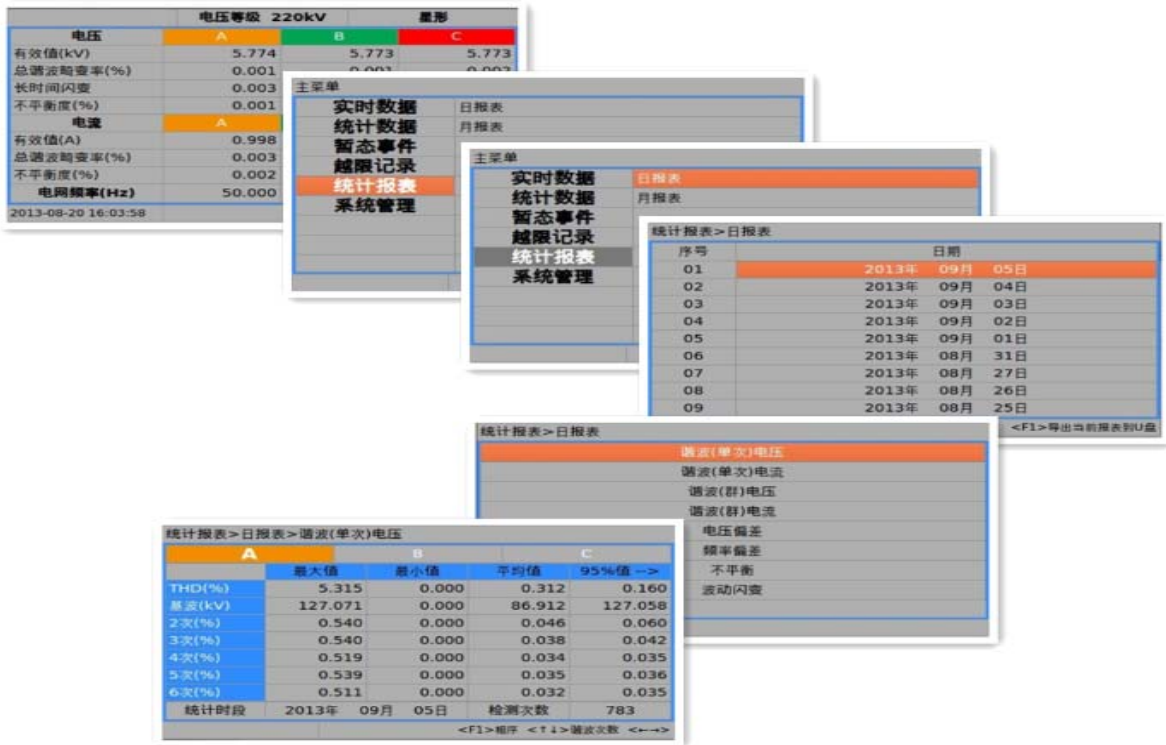 电压等级 220kV 星形
电压 A B C
有效值(kV) 5.774 5.773 5.773
总谐波畸变率(%) 0.001 0.001 0.002
长时间闪变 0.003
不平衡度(%) 0.001
电流 A
有效值(A) 0.998
总谐波畸变率(%) 0.003
不平衡度(%) 0.002
电网频率(Hz) 50.000
2013-08-20 16:03:58
主菜单
实时数据 日报表
统计数据 月报表
暂态事件
越限记录
统计报表
系统管理
主菜单
实时数据 日报表
统计数据 月报表
暂态事件
越限记录
统计报表
系统管理
统计报表>日报表
序号 日期
01 2013年 09月 05日
02 2013年 09月 04日
03 2013年 09月 03日
04 2013年 09月 02日
05 2013年 09月 01日
06 2013年 08月 31日
07 2013年 08月 27日
08 2013年 08月 26日
09 2013年 08月 25日
<F1>导出当前报表到U盘
统计报表>日报表
谐波(单次)电压
谐波(单次)电流
谐波(群)电压
谐波(群)电流
电压偏差
频率偏差
不平衡
波动闪变
统计报表>日报表>谐波(单次)电压
A B C
最大值 最小值 平均值 95%值-->
THD(%) 5.315 0.000 0.312 0.160
基波(kV) 127.071 0.000 86.912 127.058
2次(%) 0.540 0.000 0.046 0.060
3次(%) 0.540 0.000 0.038 0.042
4次(%) 0.519 0.000 0.034 0.035
5次(%) 0.539 0.000 0.035 0.036
6次(%) 0.511 0.000 0.032 0.035
统计时段 2013年 09月 05日 检测次数 783
<F1>相序 <↑↓>谐波次数 <←→>